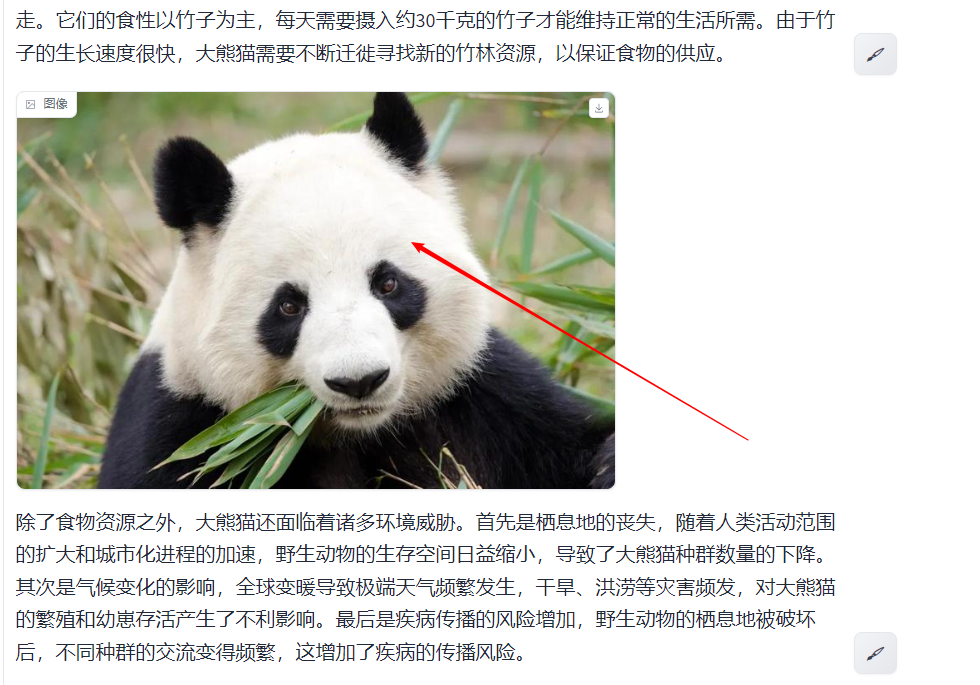 走。它们的食性以竹子为主，每天需要摄入约30千克的竹子才能维持正常的生活所需。由于竹
子的生长速度很快，大熊猫需要不断迁徙寻找新的竹林资源，以保证食物的供应。
图像
除了食物资源之外，大熊猫还面临着诸多环境威胁。首先是栖息地的丧失，随着人类活动范围
的扩大和城市化进程的加速，野生动物的生存空间日益缩小，导致了大熊猫种群数量的下降。
其次是气候变化的影响，全球变暖导致极端天气频繁发生，干旱、洪涝等灾害频发，对大熊猫
的繁殖和幼崽存活产生了不利影响。最后是疾病传播的风险增加，野生动物的栖息地被破坏
后，不同种群的交流变得频繁，这增加了疾病的传播风险。